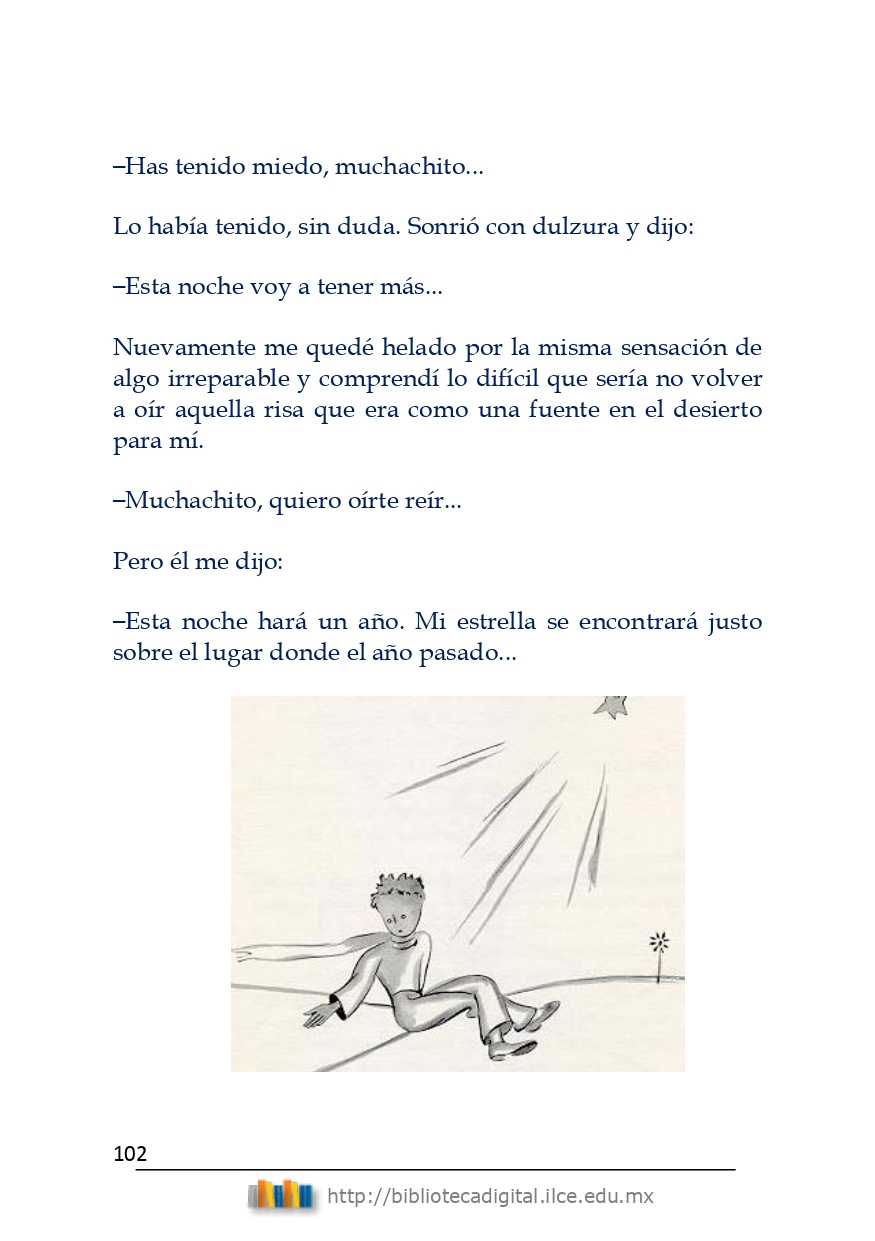 –Has tenido miedo, muchachito...
Lo había tenido, sin duda. Sonrió con dulzura y dijo:
–Esta noche voy a tener más...
Nuevamente me quedé helado por la misma sensación de
algo irreparable y comprendí lo difícil que sería no volver
a oír aquella risa que era como una fuente en el desierto
para mí.
–Muchachito, quiero oírte reír...
Pero él me dijo:
–Esta noche hará un año. Mi estrella se encontrará justo
sobre el lugar donde el año pasado...
102
http://bibliotecadigital.ilce.edu.mx